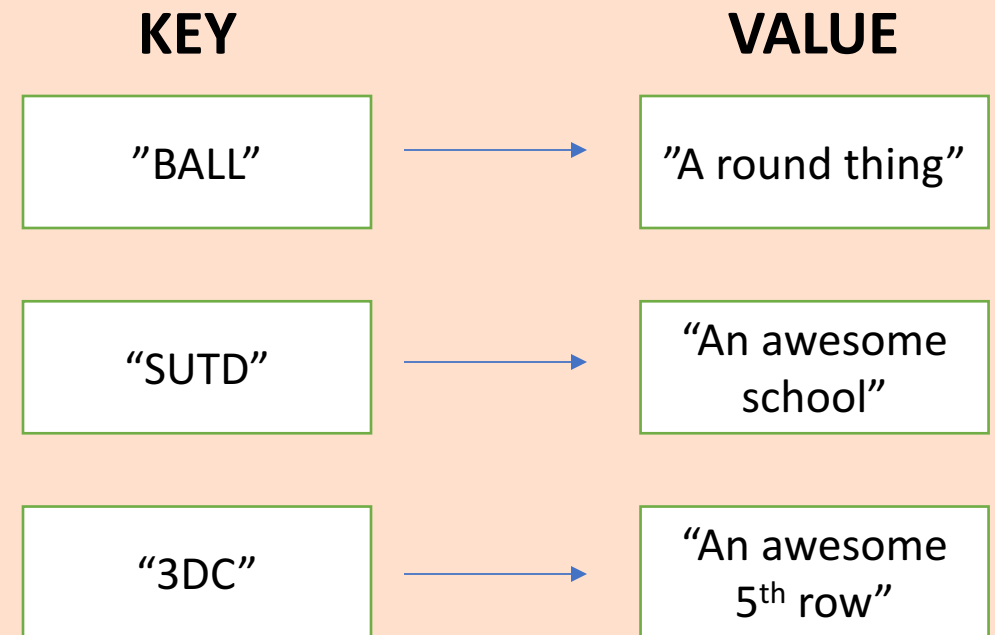 KEY VALUE
”BALL” ”A round thing”
“SUTD” “An awesome
school”
“3DC” “An awesome
5th row”